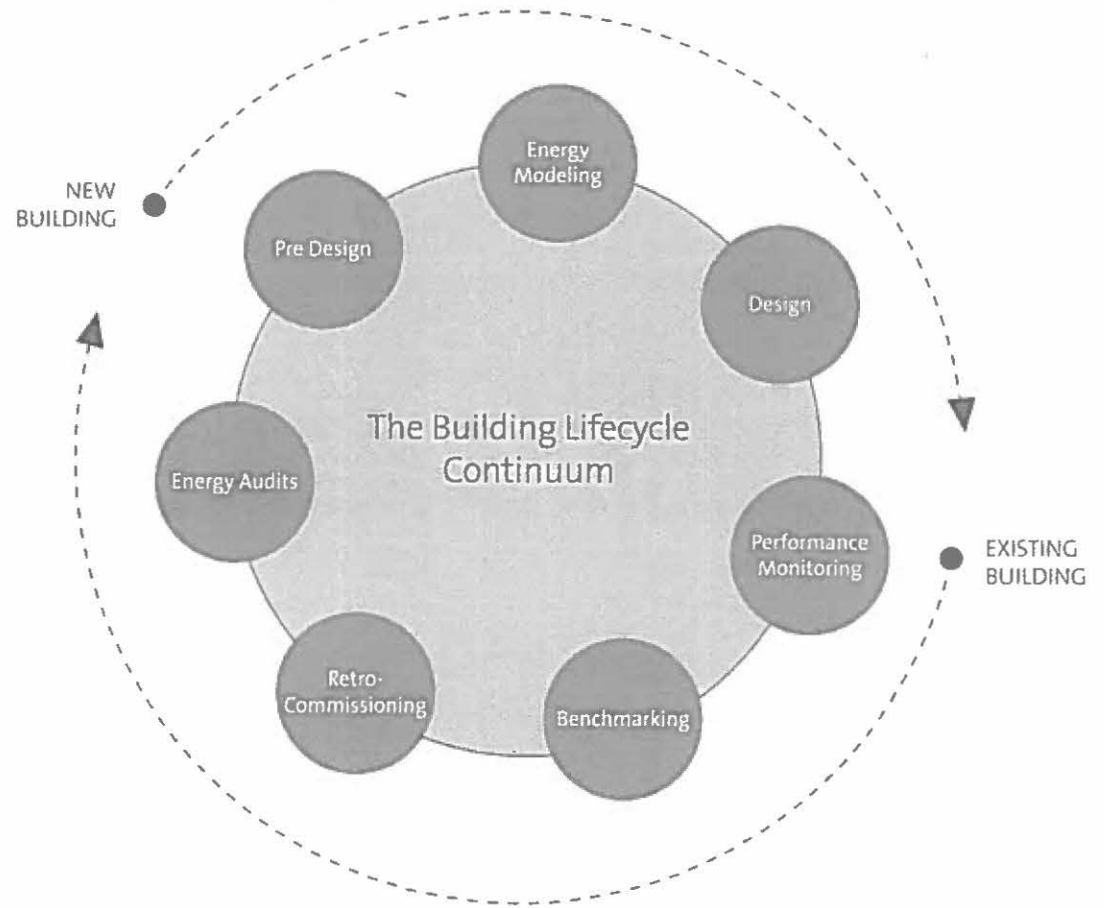 Energy
Modeling
NEW
BUILDING
Pre Design
Design
The Building Lifecycle
Continuum
Energy Audits
Performance
Monitoring
EXISTING
BUILDING
Retro-
Commissioning
Benchmarking